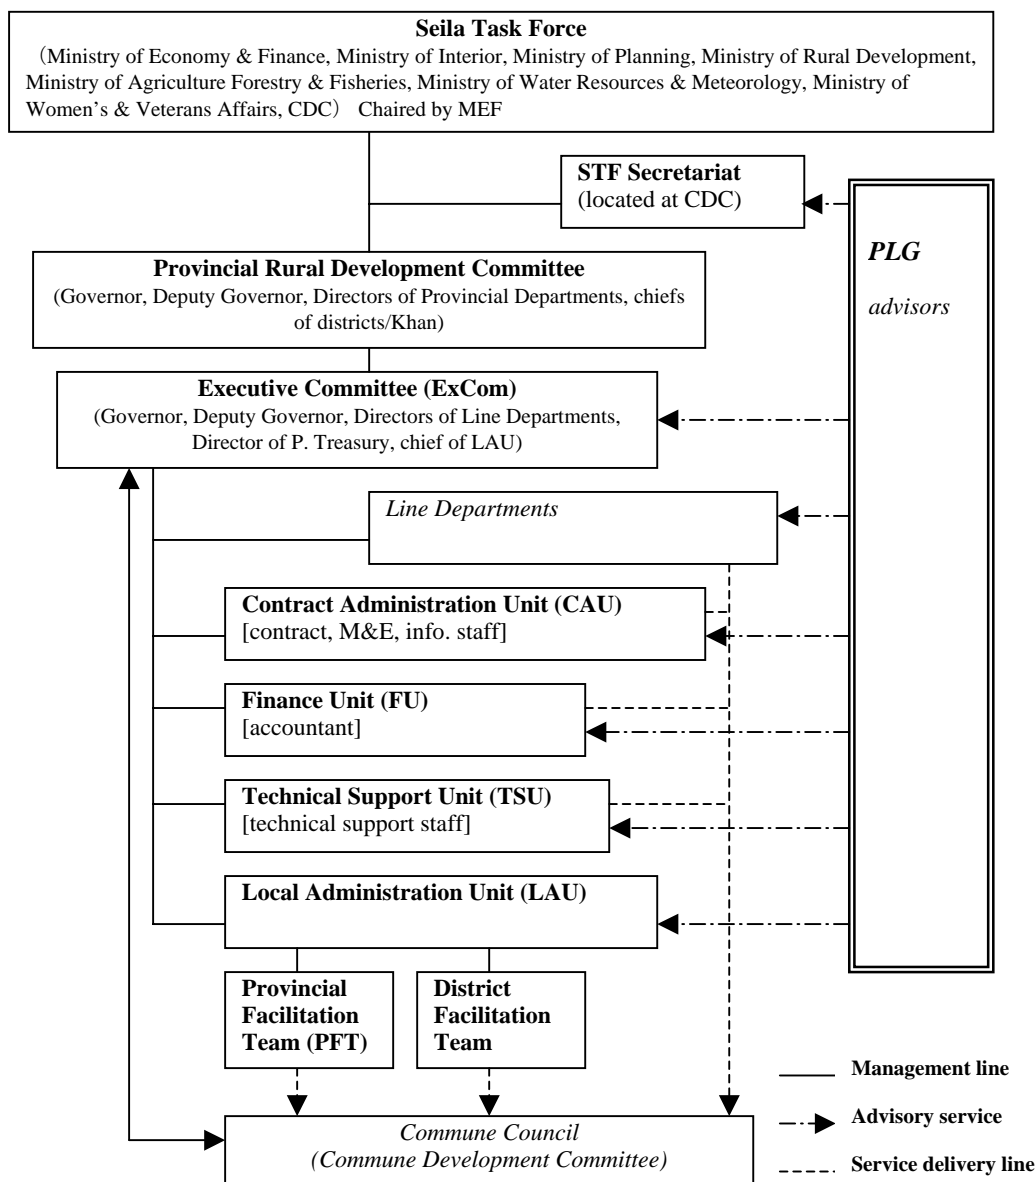 Seila Task Force
（Ministry of Economy & Finance, Ministry of Interior, Ministry of Planning, Ministry of Rural Development,
Ministry of Agriculture Forestry & Fisheries, Ministry of Water Resources & Meteorology, Ministry of
Women's & Veterans Affairs, CDC） Chaired by MEF
STF Secretariat
(located at CDC)
PLG
advisors
Provincial Rural Development Committee
(Governor, Deputy Governor, Directors of Provincial Departments, chiefs
of districts/Khan)
Executive Committee (ExCom)
(Governor, Deputy Governor, Directors of Line Departments,
Director of P. Treasury, chief of LAU)
Line Departments
Contract Administration Unit (CAU)
[contract, M&E, info. staff]
Finance Unit (FU)
[accountant]
Technical Support Unit (TSU)
[technical support staff]
Local Administration Unit (LAU)
Provincial
Facilitation
Team (PFT)
District
Facilitation
Team
Management line
Advisory service
Service delivery line
Commune Council
(Commune Development Committee)